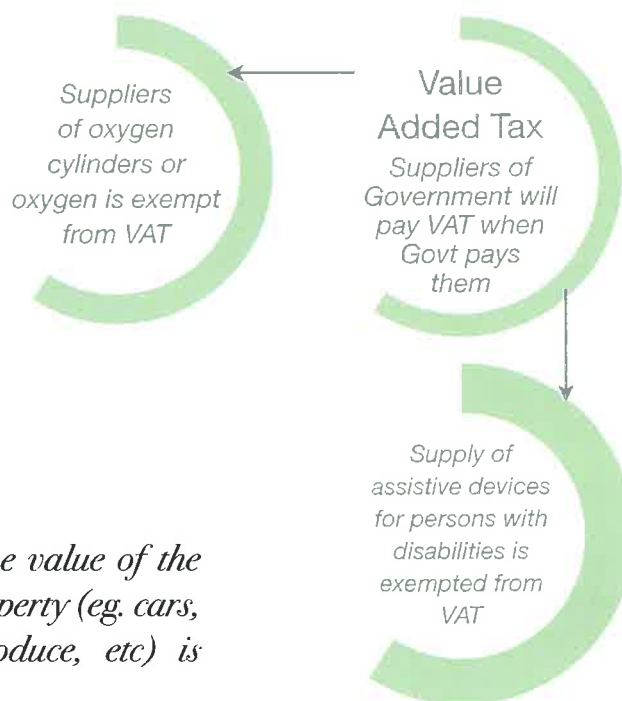 Suppliers
of oxygen
cylinders or
oxygen is exempt
from VAT
Value
Added Tax
Suppliers of
Government will
pay VAT when
Govt pays
them
Supply of
assistive devices
for persons with
disabilities is
exempted from
VAT
e value of the
perty (eg. cars,
oduce, etc) is